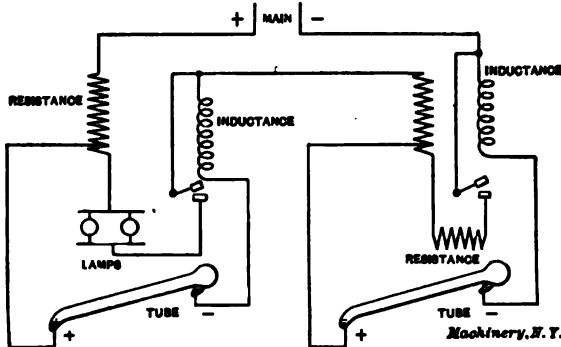 + MAIN -
RESISTANCE
INDUCTANCE
INDUCTANCE
LAMPS
RESISTANCE
TUBE -
+
TUBE -
+
Machinery, N.Y.